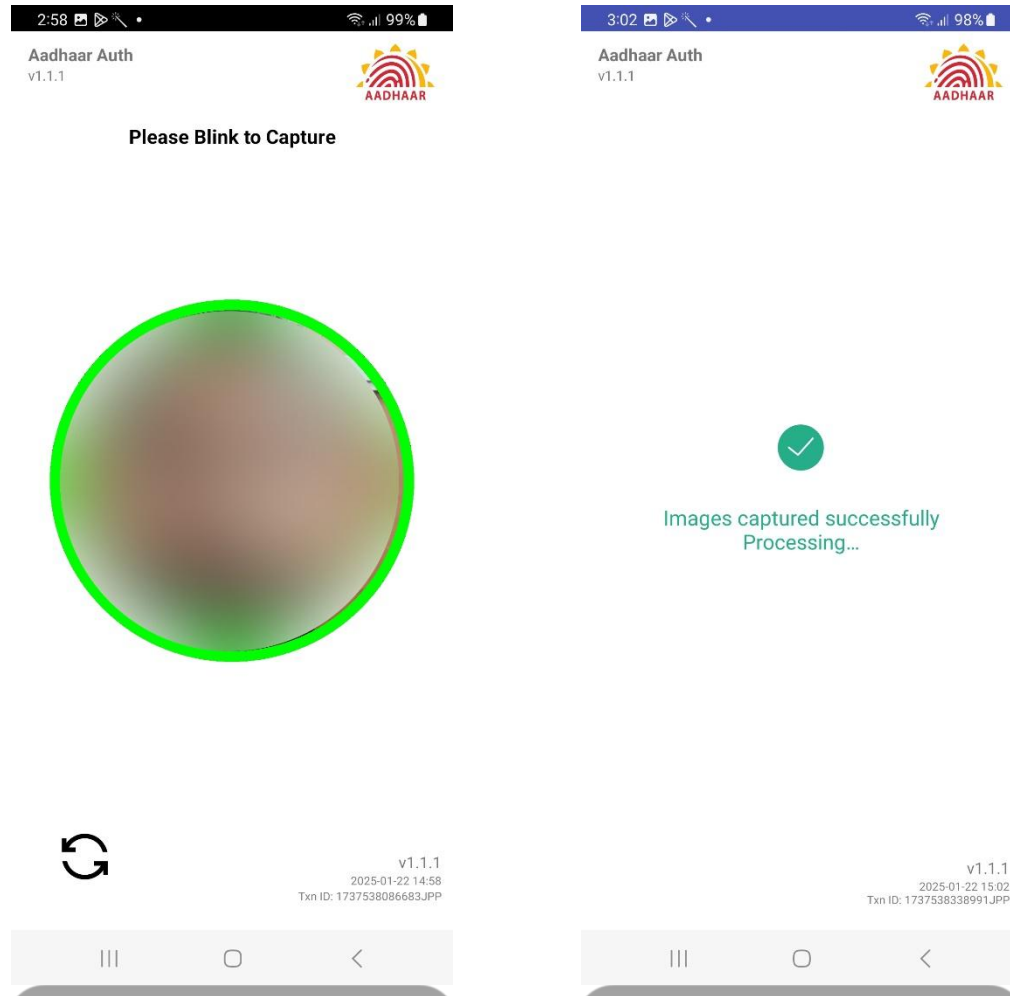 2:58
99%
Aadhaar Auth
v1.1.1
AADHAAR
Please Blink to Capture
v1.1.1
2025-01-22 14:58
Txn ID: 1737538086683JPP
3:02
98%
Aadhaar Auth
v1.1.1
AADHAAR
Images captured successfully
Processing...
v1.1.1
2025-01-22 15:02
Txn ID: 1737538338991JPP